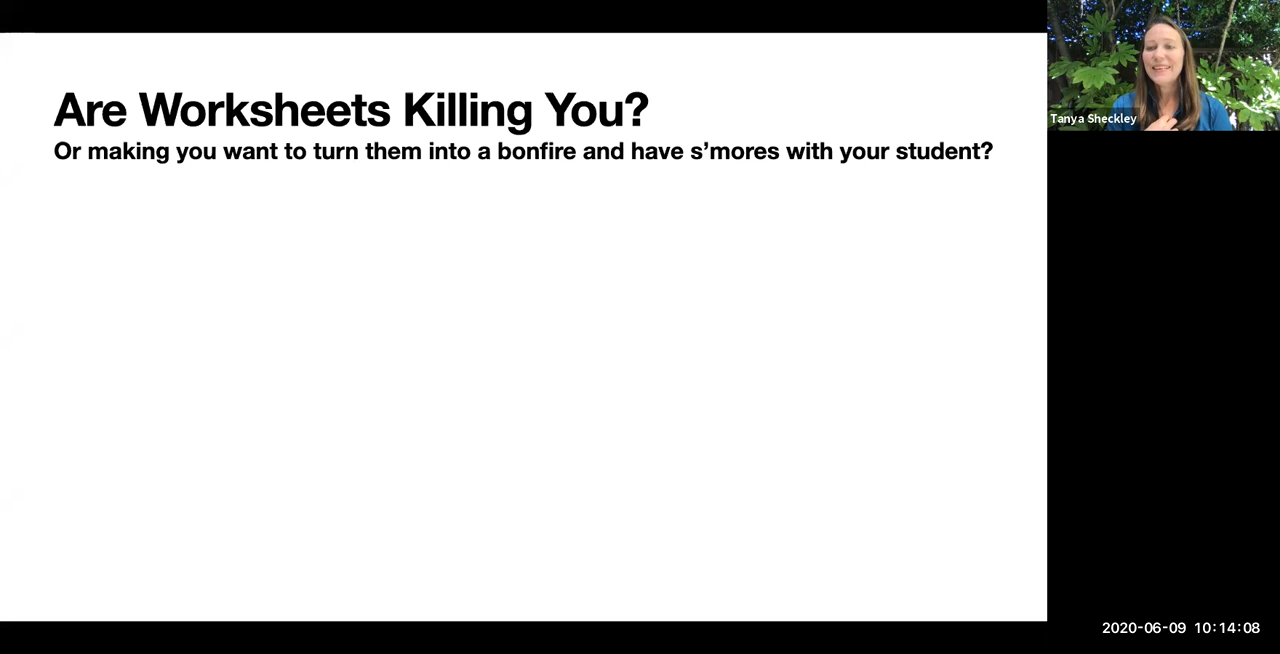 Are Worksheets Killing You?
Or making you want to turn them into a bonfire and have s’mores with your student?
Tanya Sheckley
2020-06-09 10:14:08